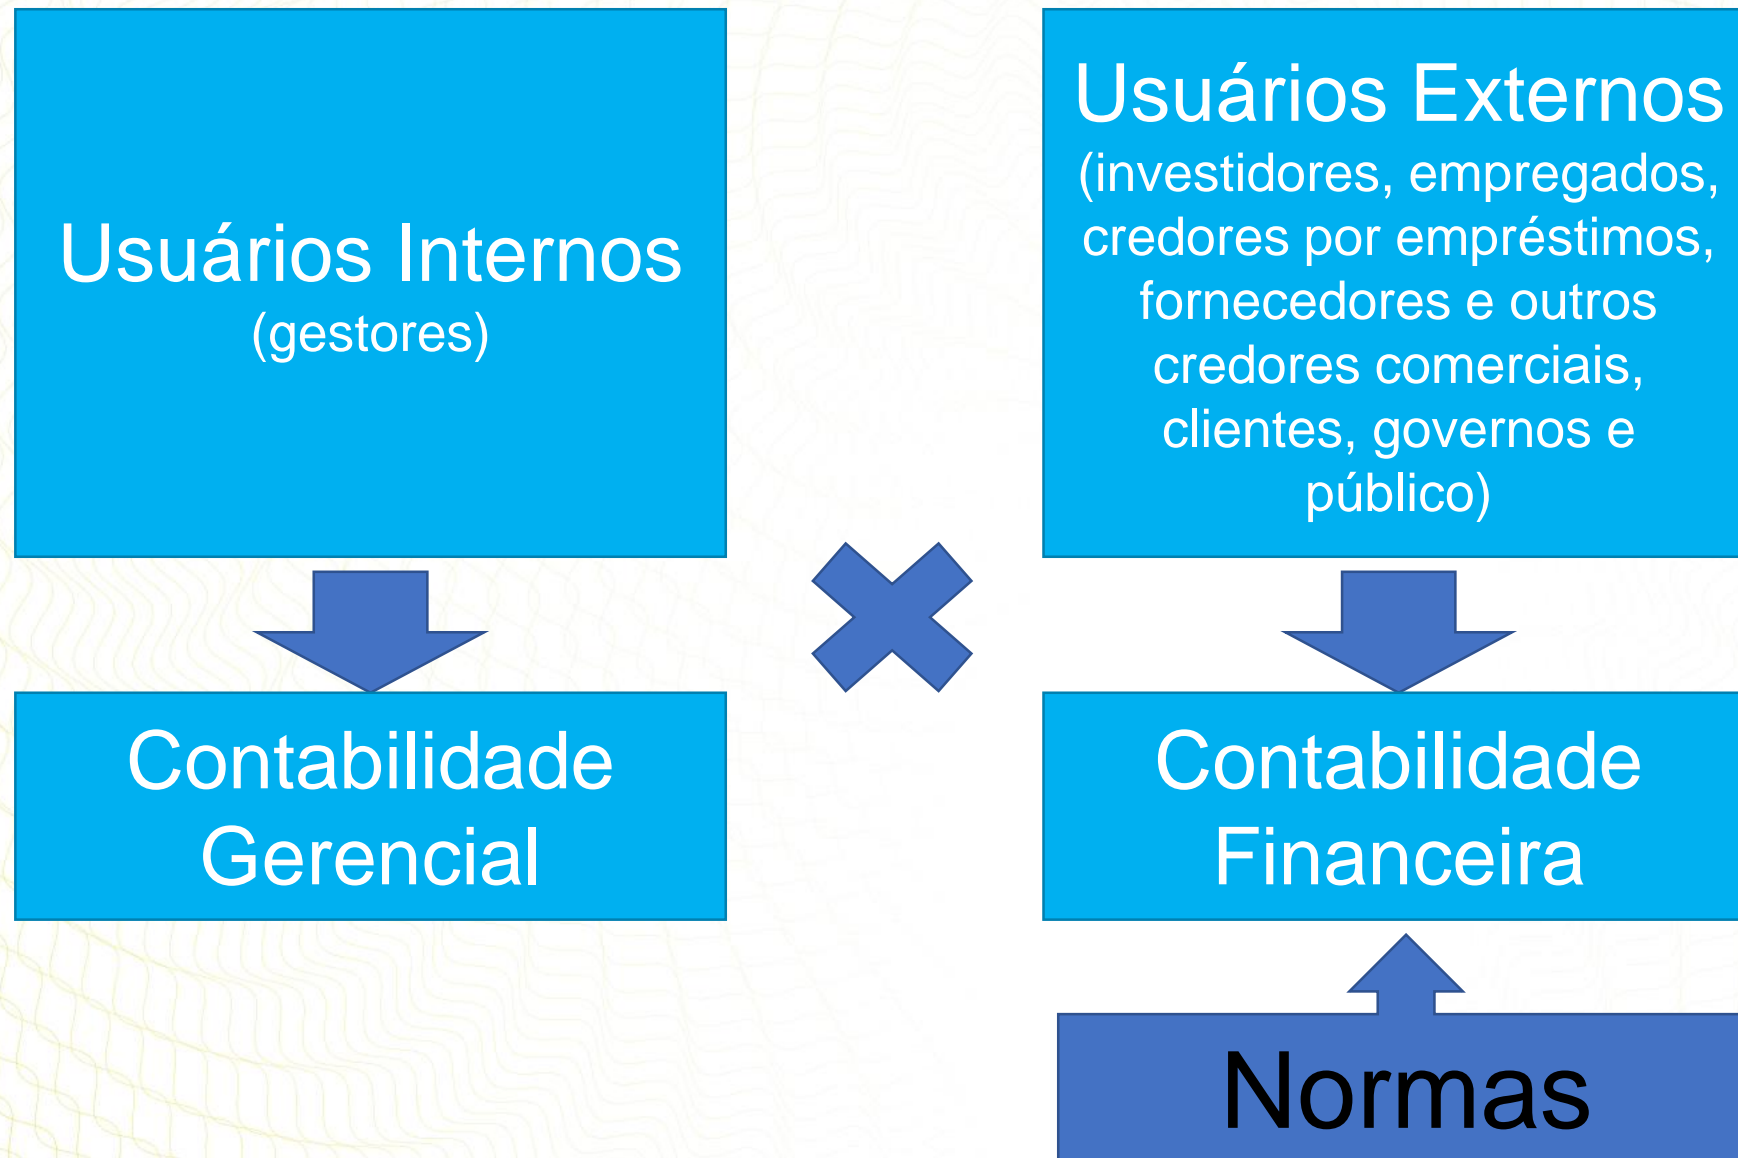 Usuários Internos
(gestores)
Usuários Externos
(investidores, empregados,
credores por empréstimos,
fornecedores e outros
credores comerciais,
clientes, governos e
público)
Contabilidade
Gerencial
Contabilidade
Financeira
Normas